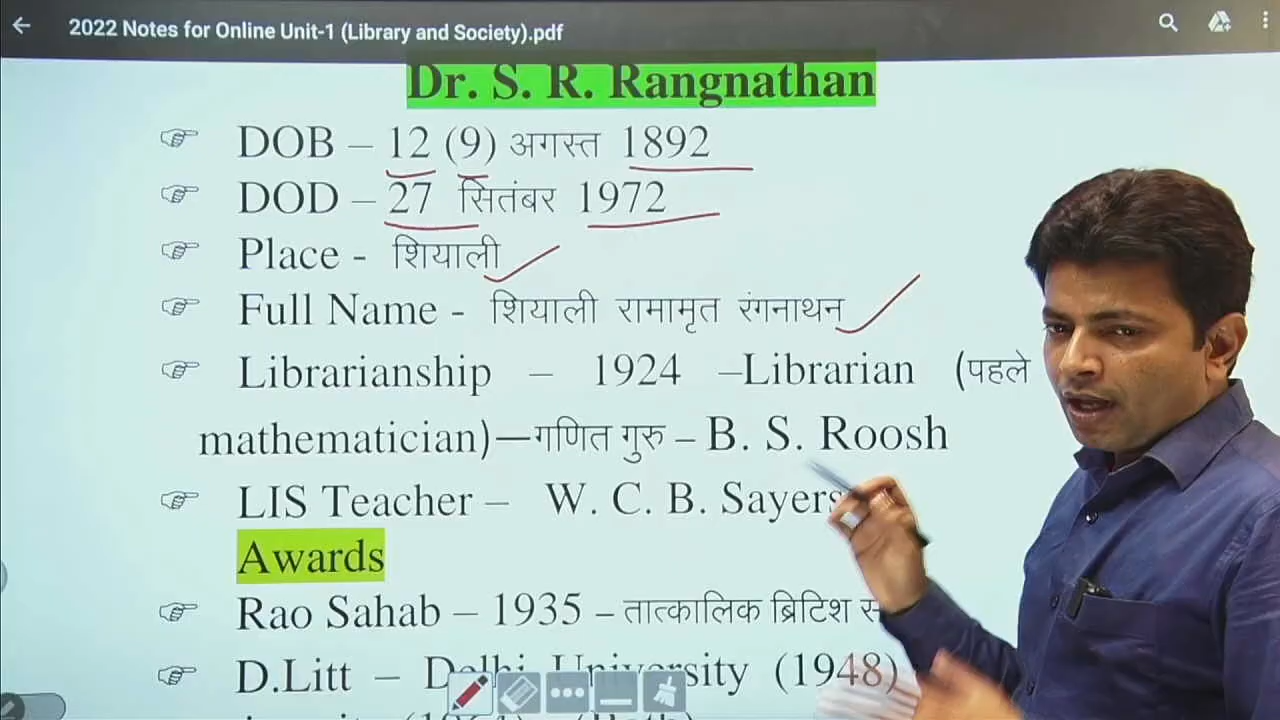 2022 Notes for Online Unit-1 (Library and Society).pdf
Dr. S. R. Rangnathan
DOB – 12 (9) अगस्त 1892
DOD – 27 सितंबर 1972
Place - शियाली
Full Name - शियाली रामामृत रंगनाथन
Librarianship – 1924 –Librarian (पहले
mathematician)—गणित गुरु – B. S. Roosh
LIS Teacher – W. C. B. Sayers
Awards
Rao Sahab – 1935 – तात्कालिक ब्रिटिश
D.Litt – Delhi University (1948)